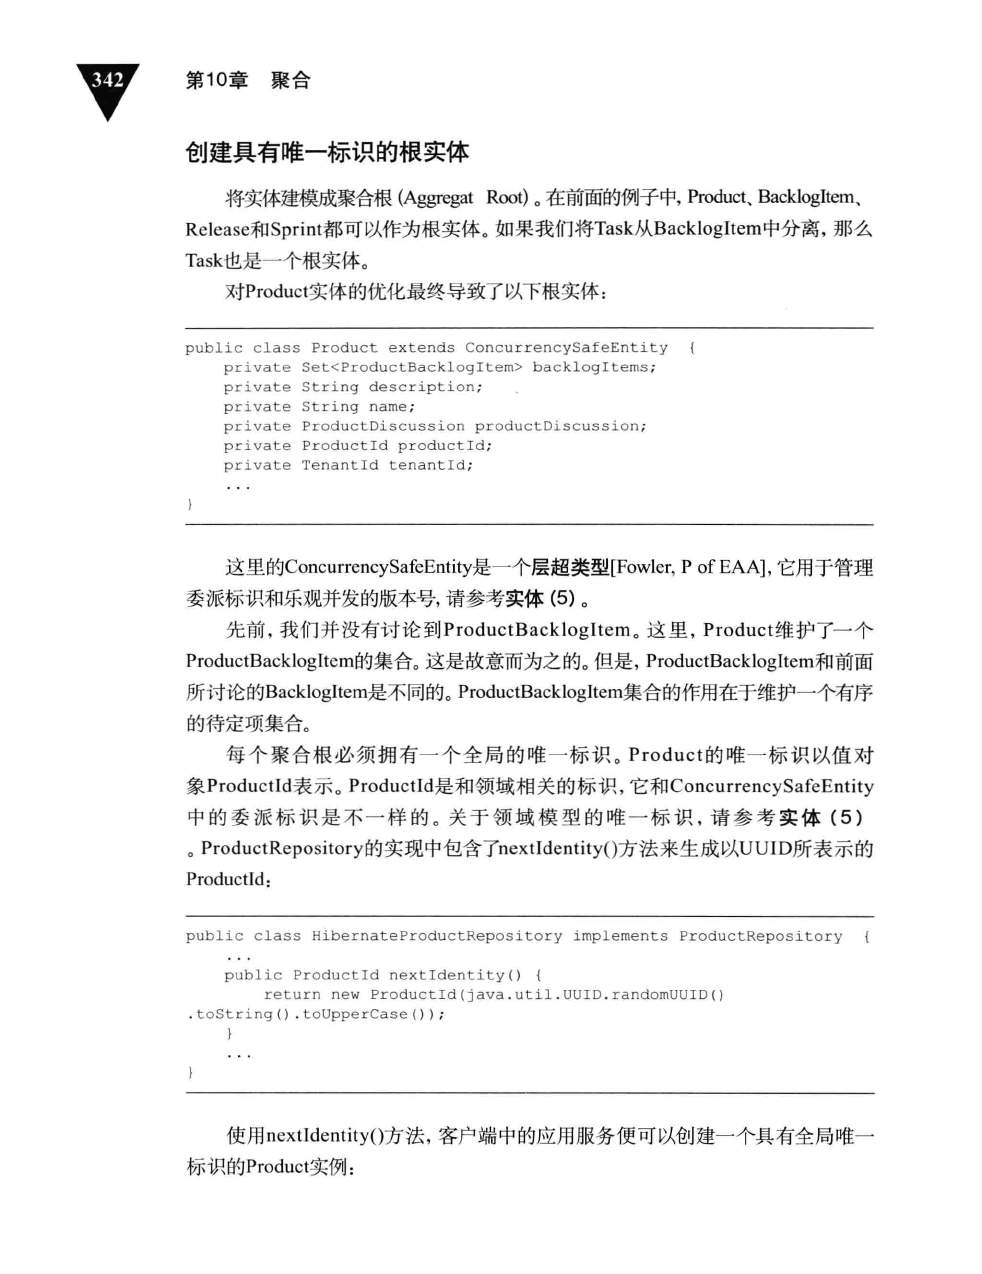 342
第10章 聚合
创建具有唯一标识的根实体
将实体建模成聚合根 (Aggregat Root) 。在前面的例子中, Product、BacklogItem、
Release和Sprint都可以作为根实体。如果我们将Task从BacklogItem中分离, 那么
Task也是一个根实体。
对Product实体的优化最终导致了以下根实体：
public class Product extends ConcurrencySafeEntity {
    private Set<ProductBacklogItem> backlogItems;
    private String description;
    private String name;
    private ProductDiscussion productDiscussion;
    private ProductId productId;
    private TenantId tenantId;
    ...
}
这里的ConcurrencySafeEntity是一个层超类型[Fowler, P of EAA], 它用于管理
委派标识和乐观并发的版本号, 请参考实体 (5) 。
先前, 我们并没有讨论到ProductBacklogItem。这里, Product维护了一个
ProductBacklogItem的集合。这是故意而为之的。但是, ProductBacklogItem和前面
所讨论的BacklogItem是不同的。ProductBacklogItem集合的作用在于维护一个有序
的待定项集合。
每个聚合根必须拥有一个全局的唯一标识。Product的唯一标识以值对
象ProductId表示。ProductId是和领域相关的标识, 它和ConcurrencySafeEntity
中的委派标识是不一样的。关于领域模型的唯一标识, 请参考实体 (5)
。ProductRepository的实现中包含了nextIdentity()方法来生成以UUID所表示的
ProductId：
public class HibernateProductRepository implements ProductRepository {
    ...
    public ProductId nextIdentity() {
        return new ProductId(java.util.UUID.randomUUID()
.toString().toUpperCase());
    }
    ...
}
使用nextIdentity()方法, 客户端中的应用服务便可以创建一个具有全局唯一
标识的Product实例：